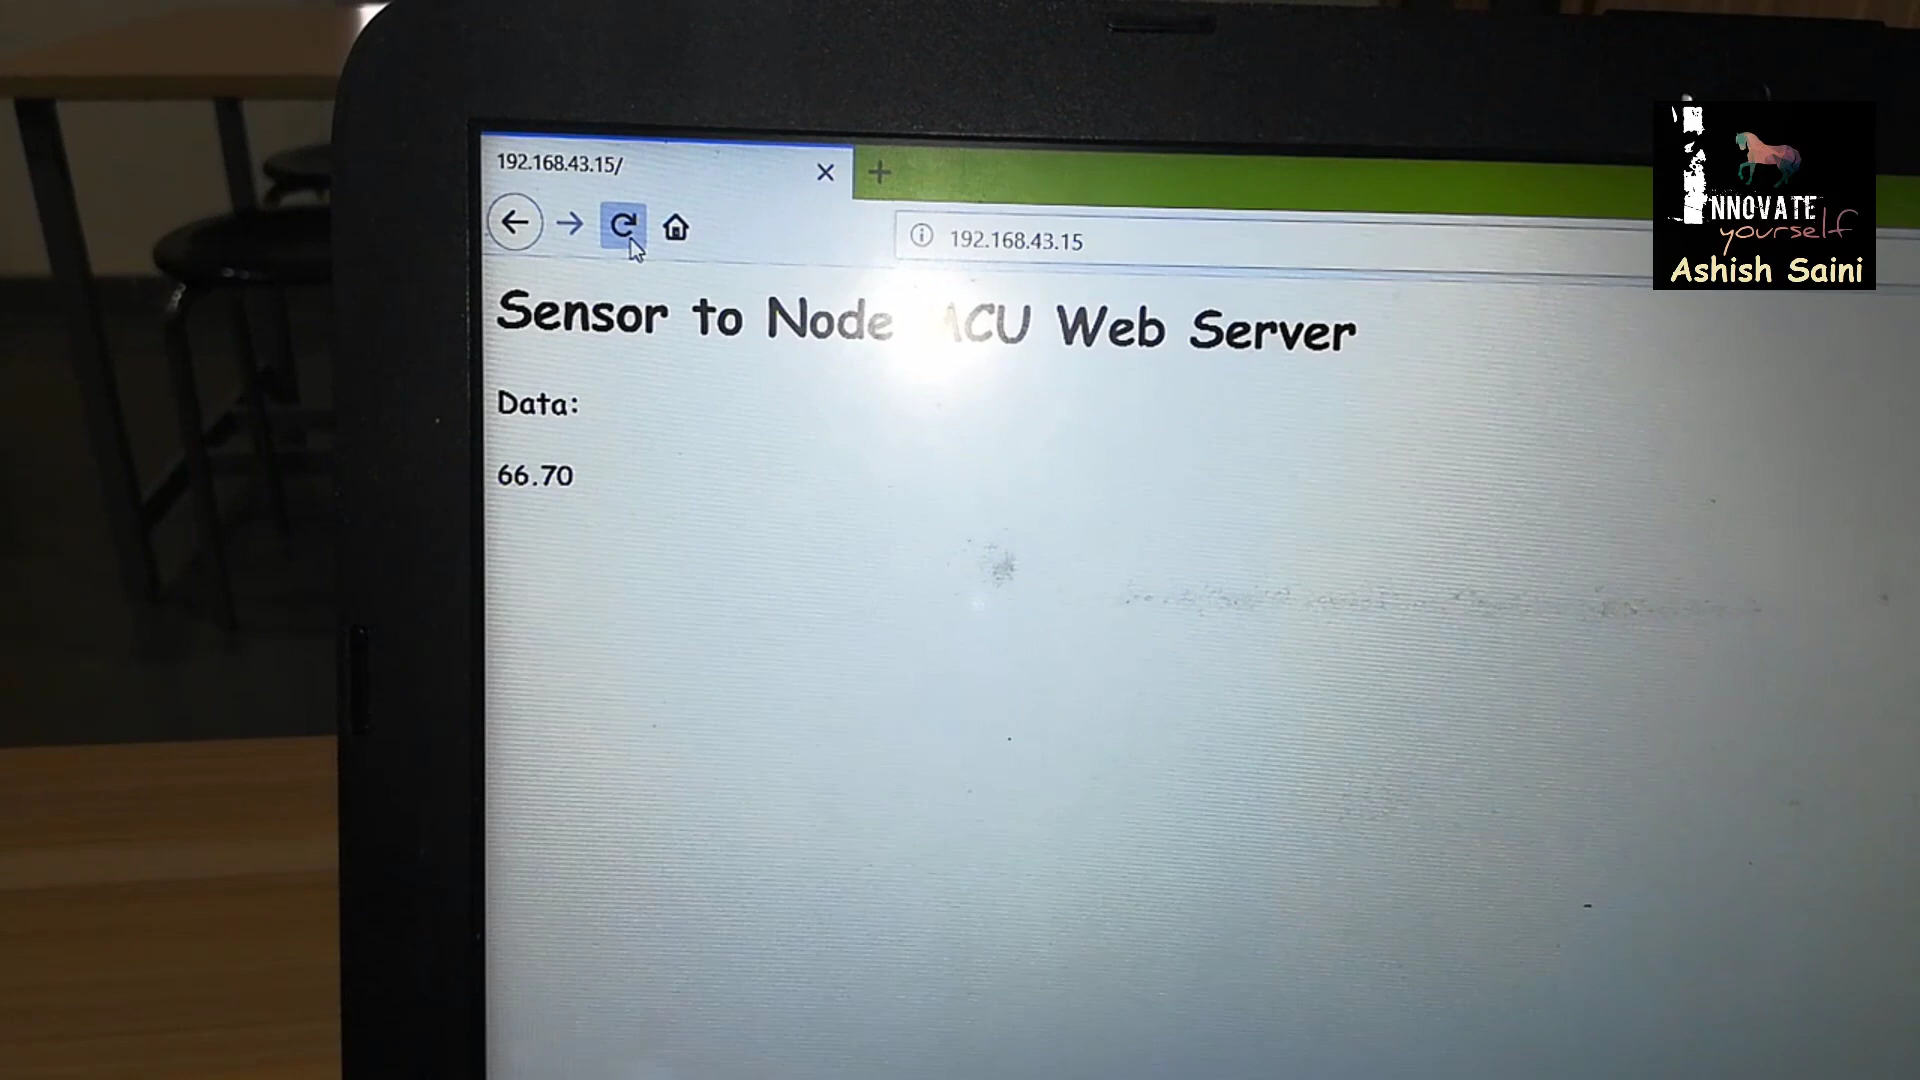 192.168.43.15/
192.168.43.15
NNOVATE
yourself
Ashish Saini
Sensor to Node CU Web Server
Data:
66.70